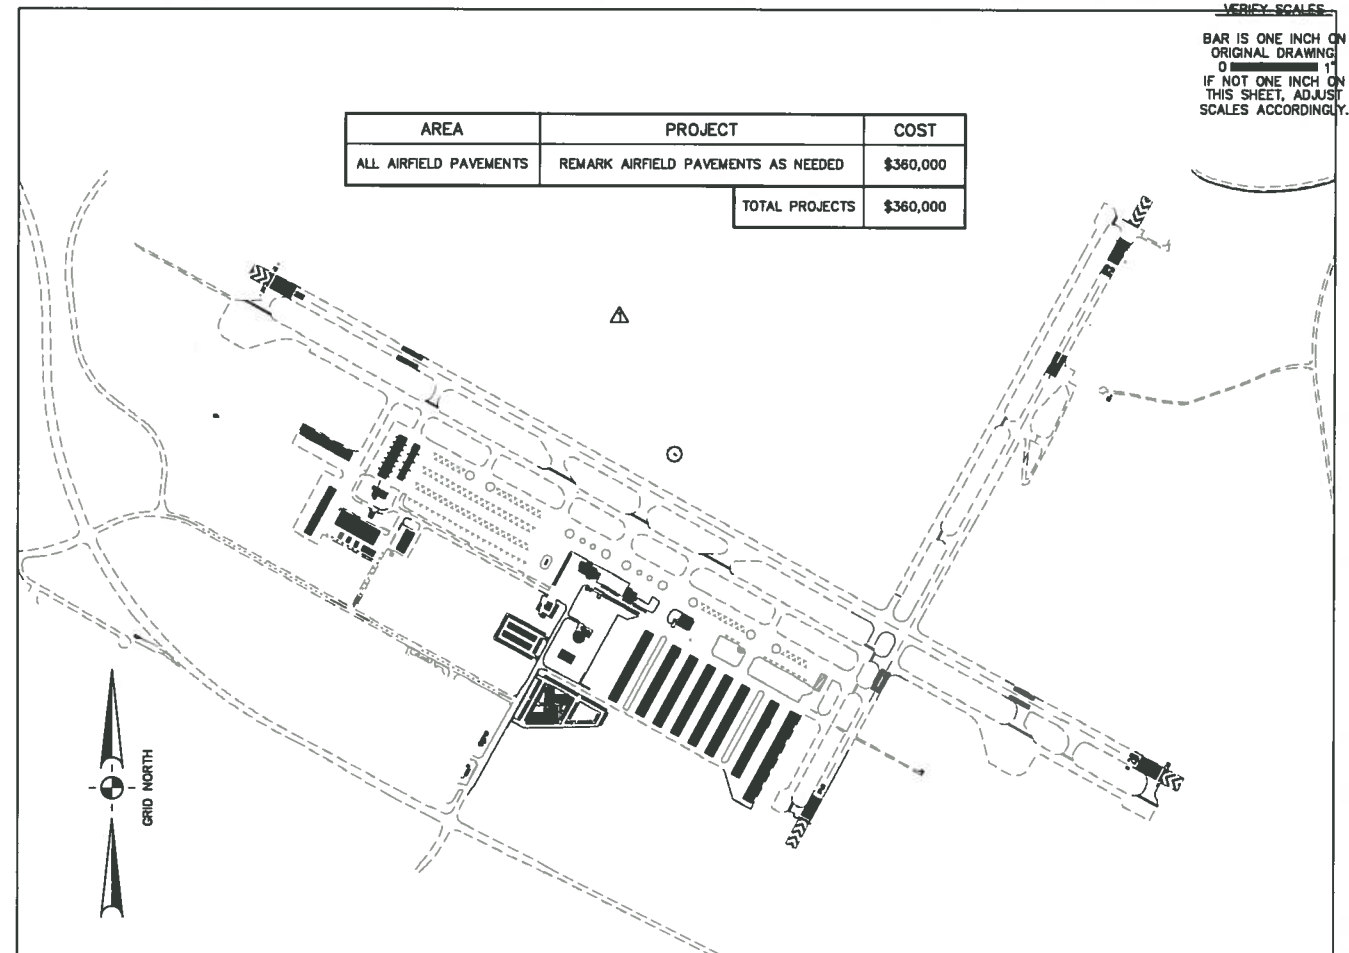 VERIFY SCALES
BAR IS ONE INCH ON
ORIGINAL DRAWING
0 1"
IF NOT ONE INCH ON
THIS SHEET, ADJUST
SCALES ACCORDINGLY.
AREA PROJECT COST
ALL AIRFIELD PAVEMENTS REMARK AIRFIELD PAVEMENTS AS NEEDED $360,000
TOTAL PROJECTS $360,000
GRID NORTH